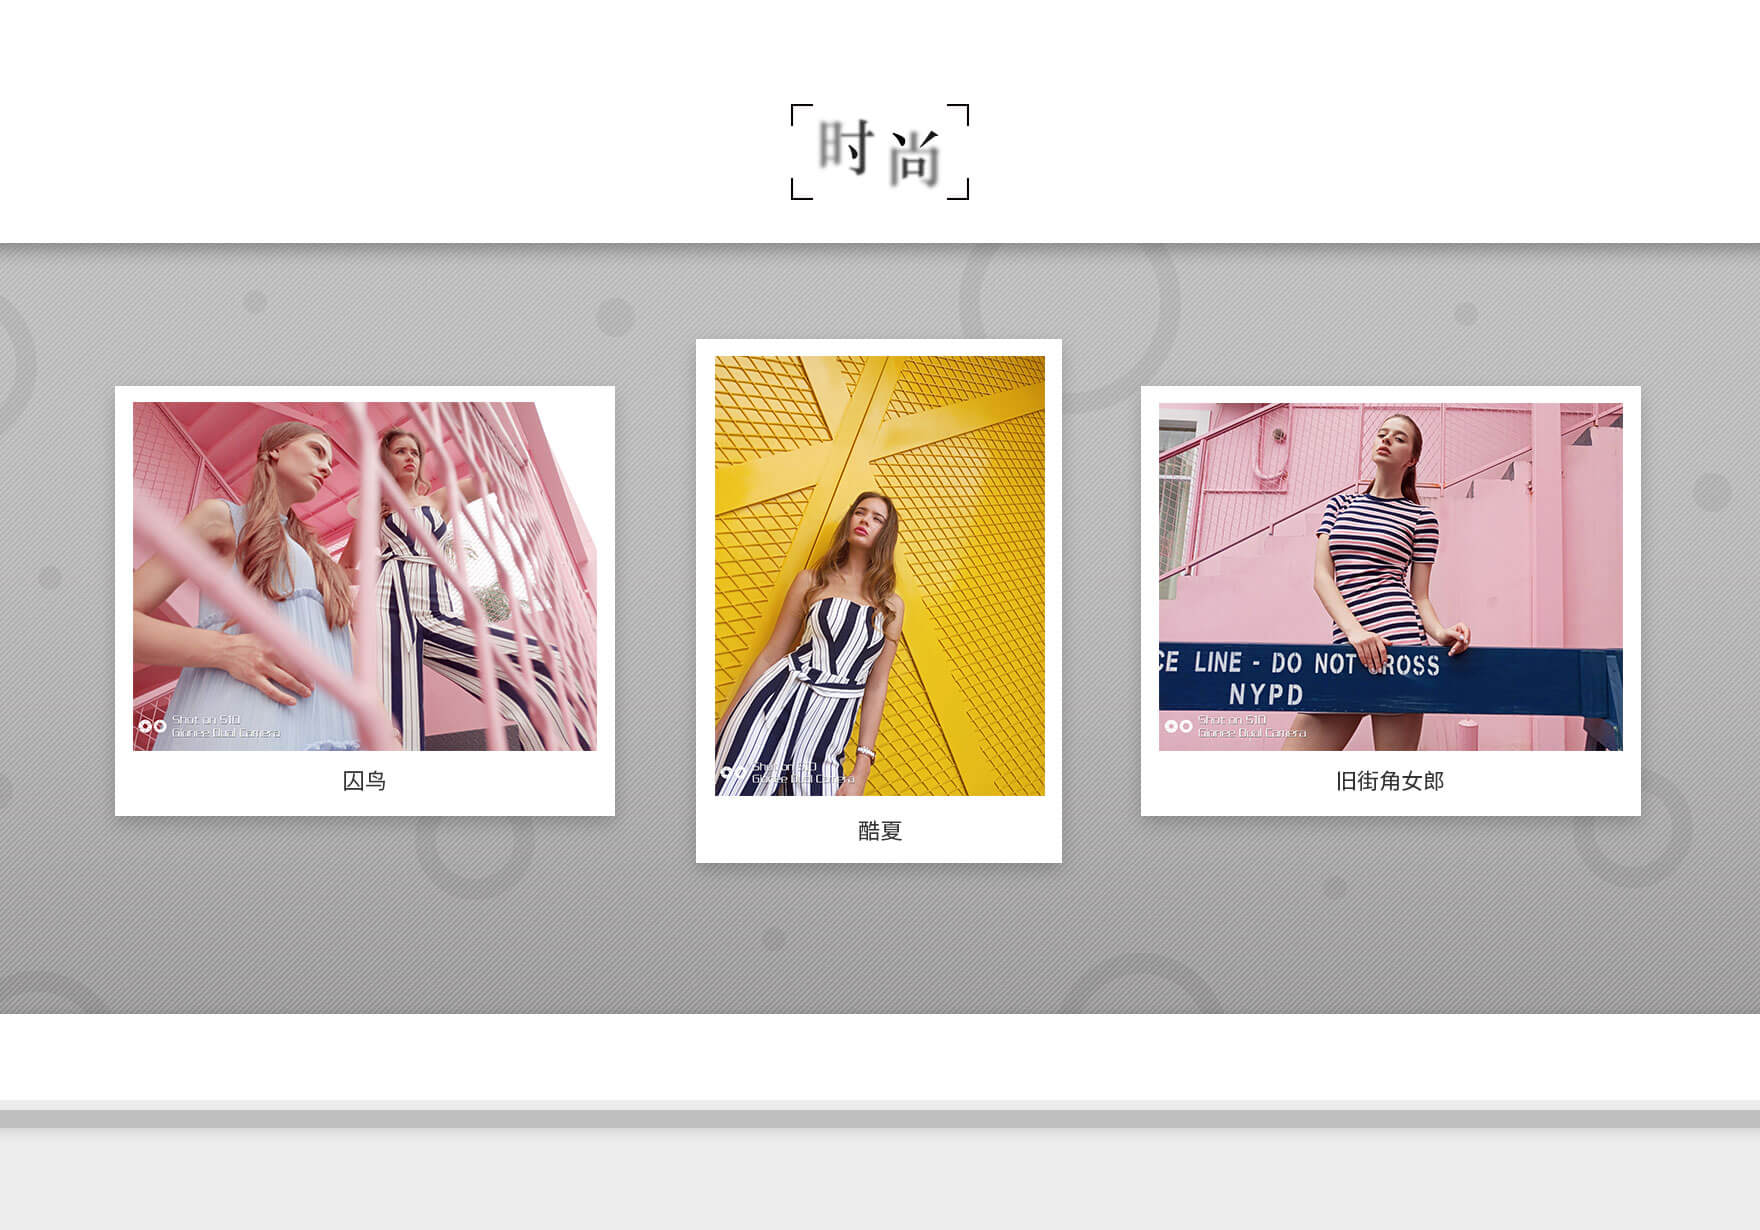 时尚
Shot on S10
Gionee Dual Camera
囚鸟
Shot on S10
Gionee Dual Camera
酷夏
CE LINE - DO NOT CROSS
NYPD
Shot on S10
Gionee Dual Camera
旧街角女郎